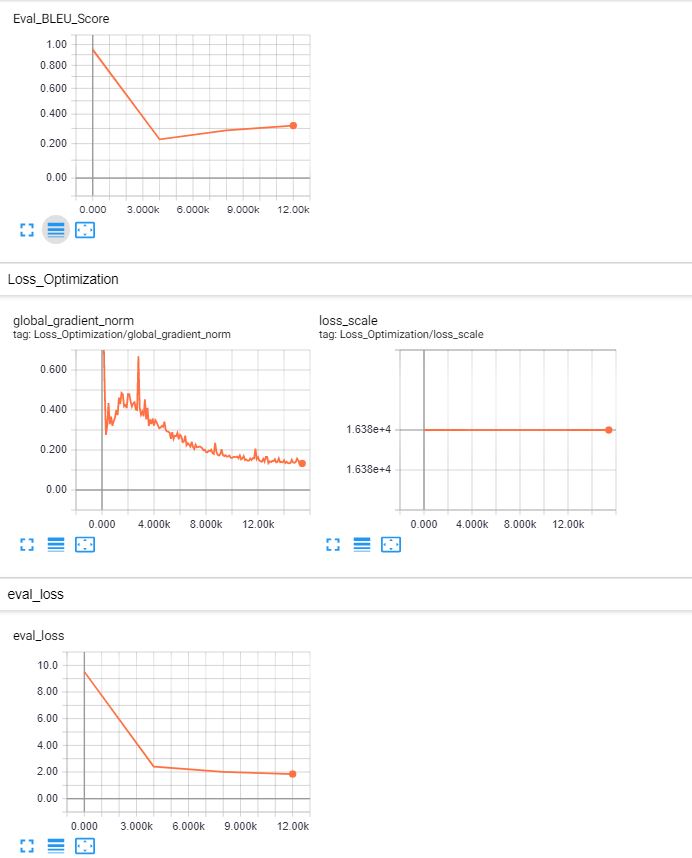 Eval_BLEU_Score
1.00
0.800
0.600
0.400
0.200
0.00
0.000 3.000k 6.000k 9.000k 12.00k
Loss_Optimization
global_gradient_norm
tag: Loss_Optimization/global_gradient_norm
0.600
0.400
0.200
0.00
0.000 4.000k 8.000k 12.00k
loss_scale
tag: Loss_Optimization/loss_scale
1.638e+4
1.638e+4
0.000 4.000k 8.000k 12.00k
eval_loss
eval_loss
10.0
8.00
6.00
4.00
2.00
0.00
0.000 3.000k 6.000k 9.000k 12.00k